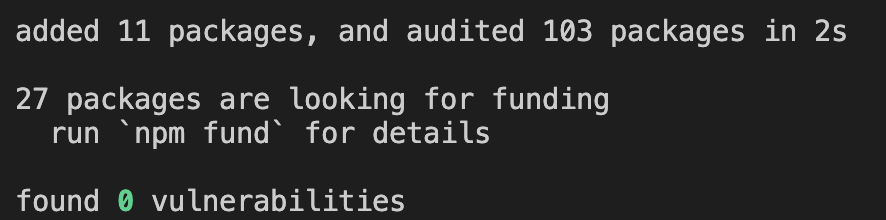 added 11 packages, and audited 103 packages in 2s
27 packages are looking for funding
run `npm fund` for details
found 0 vulnerabilities